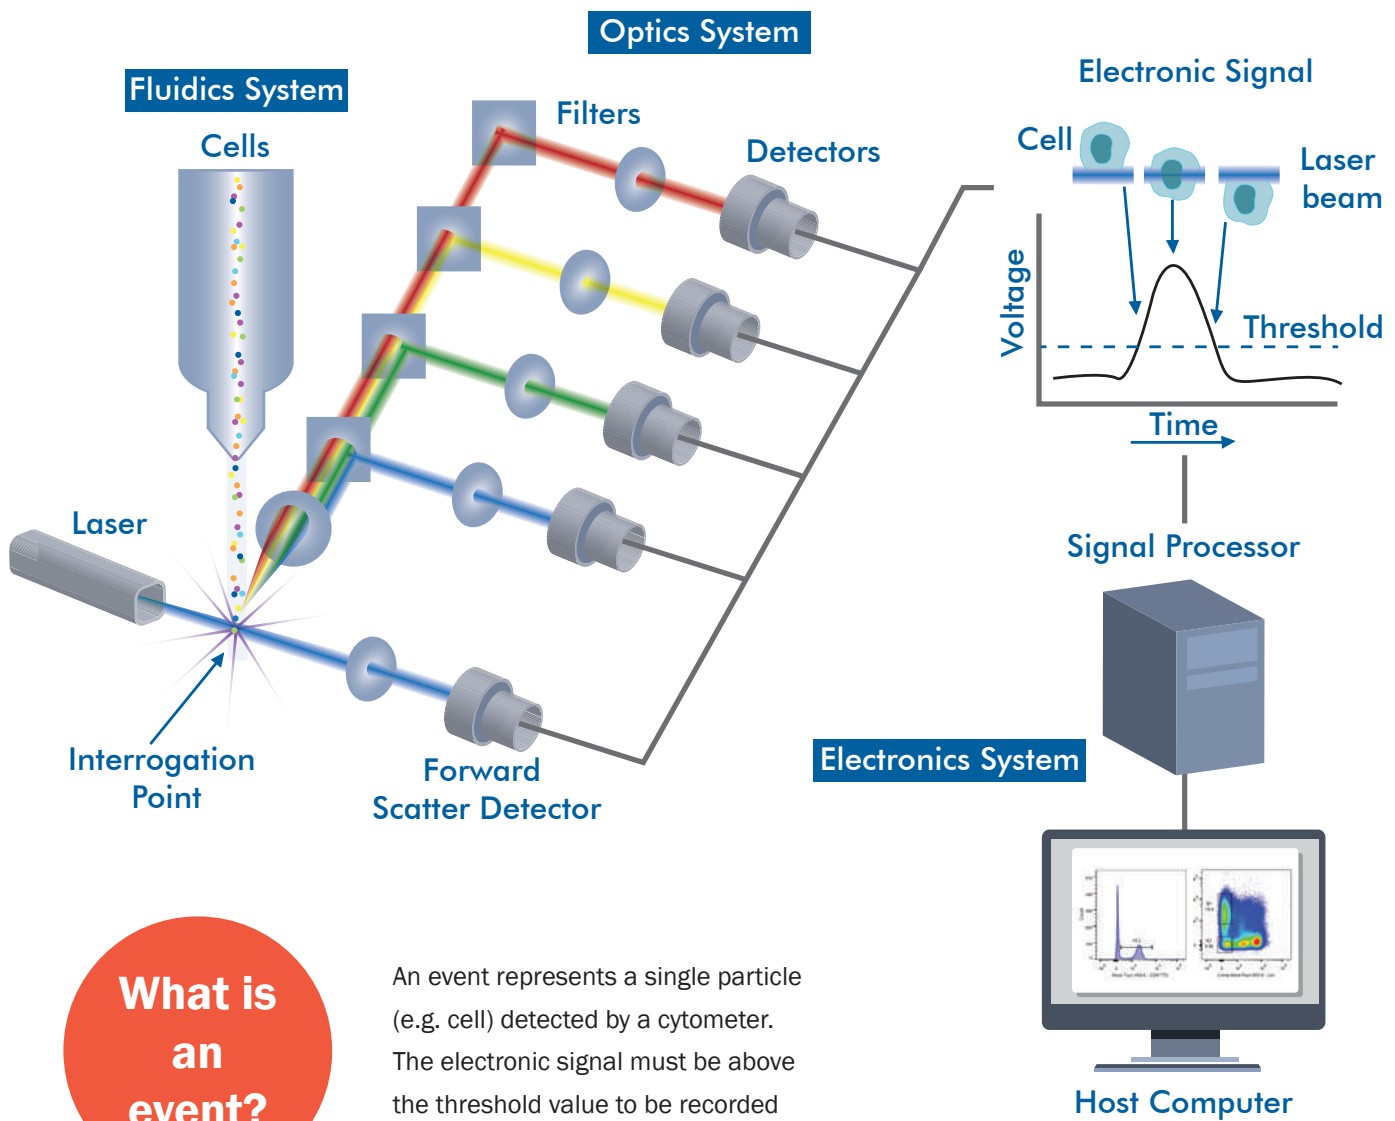 Optics System
Fluidics System
Cells
Filters
Detectors
Electronic Signal
Cell
Laser
beam
Voltage
Threshold
Time
Laser
Signal Processor
Interrogation
Point
Forward
Scatter Detector
Electronics System
Host Computer
What is
an
event?
An event represents a single particle
(e.g. cell) detected by a cytometer.
The electronic signal must be above
the threshold value to be recorded